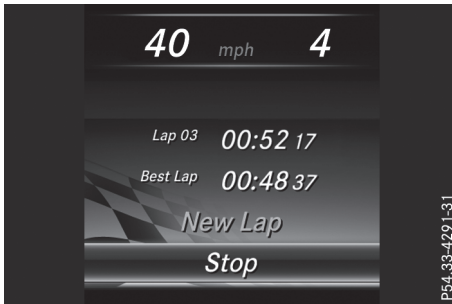 40 mph 4
Lap 03 00:52 17
Best Lap 00:48 37
New Lap
Stop
P54.33-4291-31